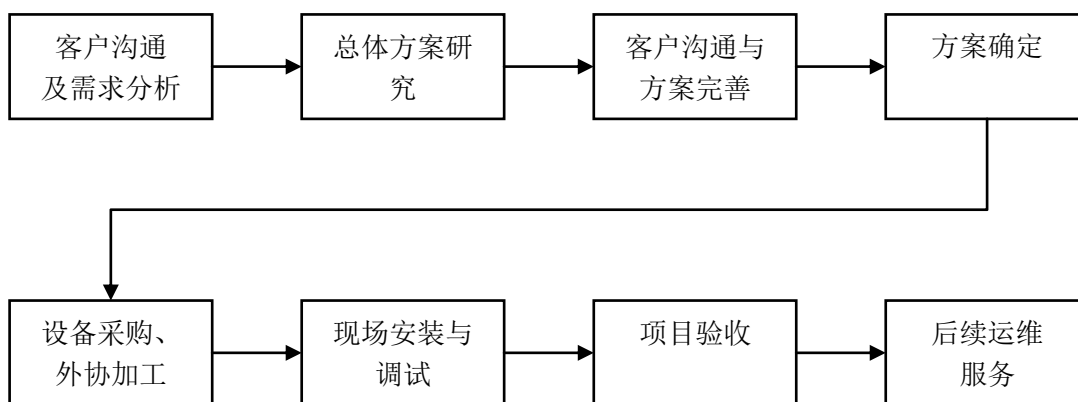 客户沟通
及需求分析
总体方案研
究
客户沟通与
方案完善
方案确定
设备采购、
外协加工
现场安装与
调试
项目验收
后续运维
服务